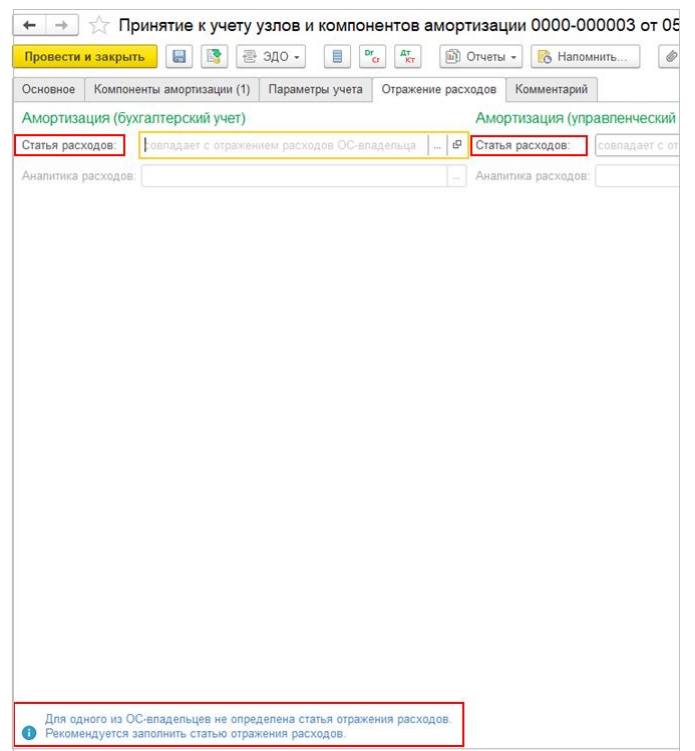 Принятие к учету узлов и компонентов амортизации 0000-000003 от 05
Провести и закрыть ЭДО Dr Cr Дт Кт Отчеты Напомнить...
Основное Компоненты амортизации (1) Параметры учета Отражение расходов Комментарий
Амортизация (бухгалтерский учет) Амортизация (управленческий
Статья расходов: совпадает с отражением расходов ОС-владельца ... Статья расходов: совпадает с от
Аналитика расходов: ... Аналитика расходов:
Для одного из ОС-владельцев не определена статья отражения расходов.
Рекомендуется заполнить статью отражения расходов.